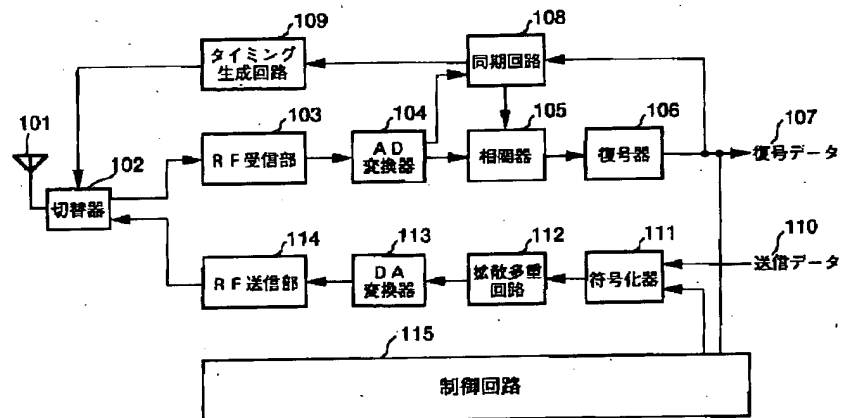 109
108
タイミング
生成回路
同期回路
103
104
105
106
107
101
102
RF受信部
AD
変換器
相関器
復号器
復号データ
切替器
114
113
112
111
110
RF送信部
DA
変換器
拡散多重
回路
符号化器
送信データ
115
制御回路